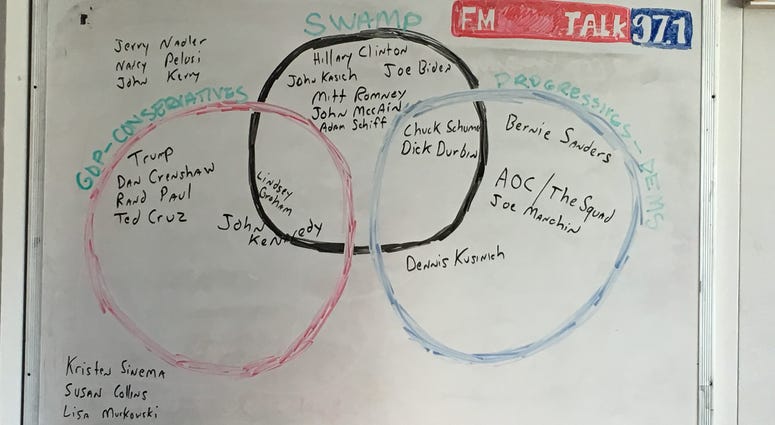 SWAMP
FM TALK 97.1
Jerry Nadler
Nancy Pelosi
John Kerry
Hillary Clinton
John Kasich Joe Biden
Mitt Romney
John McCain
Adam Schiff
GOP-CONSERVATIVES
PROGRESSINGS-DEMS
Chuck Schume
Dick Durbin
Bernie Sanders
Trump
Dan Crenshaw
Rand Paul
Ted Cruz
Lindsey
Graham
John
Kennedy
AOC/The Squad
Joe Manchin
Dennis Kusinich
Kristen Sinema
Susan Collins
Lisa Murkowski